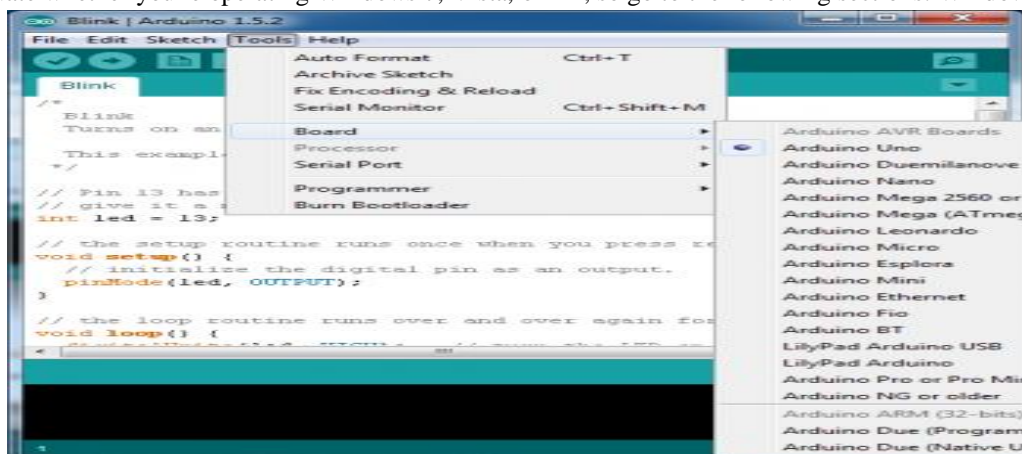 Blink | Arduino 1.5.2
File Edit Sketch Tools Help
Auto Format Ctrl+T
Archive Sketch
Fix Encoding & Reload
Serial Monitor Ctrl+Shift+M
Board
Processor
Serial Port
Programmer
Burn Bootloader
Arduino AVR Boards
Arduino Uno
Arduino Duemilanove
Arduino Nano
Arduino Mega 2560 or
Arduino Mega (ATmeg
Arduino Leonardo
Arduino Micro
Arduino Esplora
Arduino Mini
Arduino Ethernet
Arduino Fio
Arduino BT
LilyPad Arduino USB
LilyPad Arduino
Arduino Pro or Pro Mi
Arduino NG or older
Arduino ARM (32-bits)
Arduino Due (Program
Arduino Due (Native U
Blink
/*
Blink
Turns on an
This exampl
*/
// Pin 13 has
// give it a
int led = 13;
// the setup routine runs once when you press re
void setup() {
// initialize the digital pin as an output.
pinMode(led, OUTPUT);
}
// the loop routine runs over and over again for
void loop() {
1